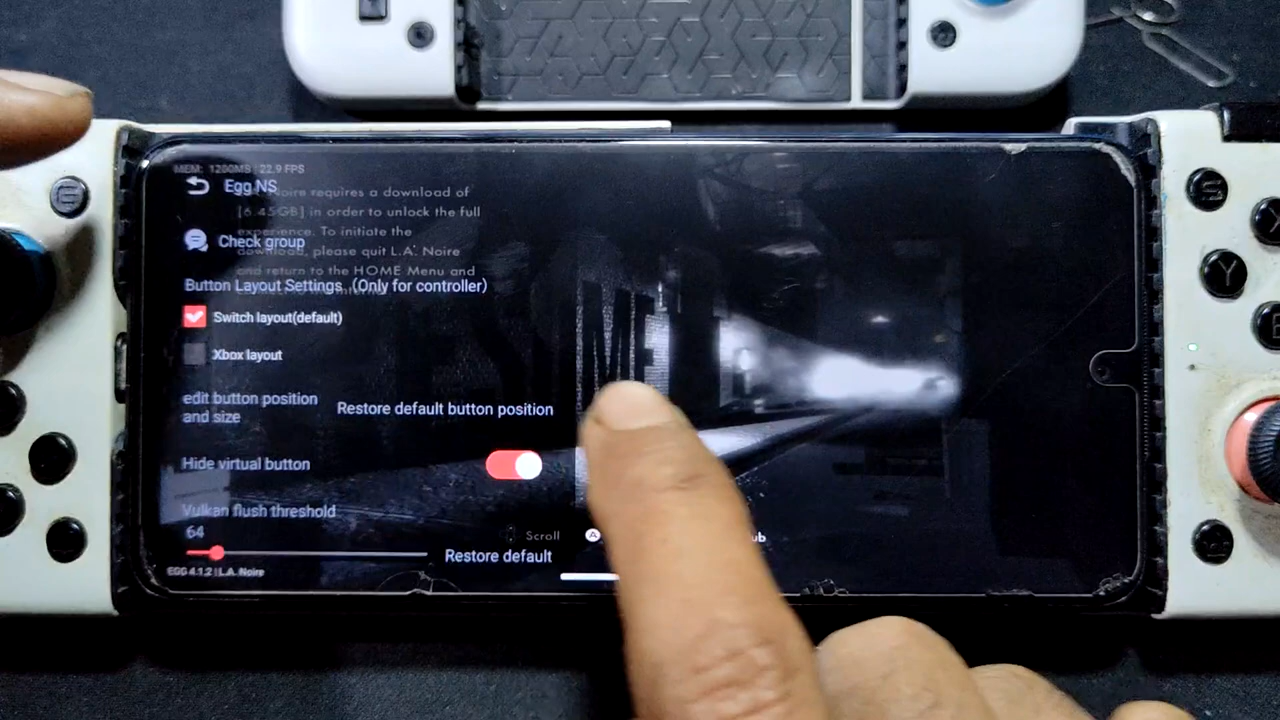 MEM: 1200MB | 22.9 FPS
Egg NS
Noire requires a download of
[6.45GB] in order to unlock the full
experience. To initiate the
Check group
download, please quit L.A. Noire
and return to the HOME Menu and
Button Layout Settings (Only for controller)
Switch layout(default)
Xbox layout
edit button position
and size
Restore default button position
Hide virtual button
Vulkan flush threshold
64
Scroll
A
ub
Restore default
EGG 4.1.2 | L.A. Noire
S
X
Y